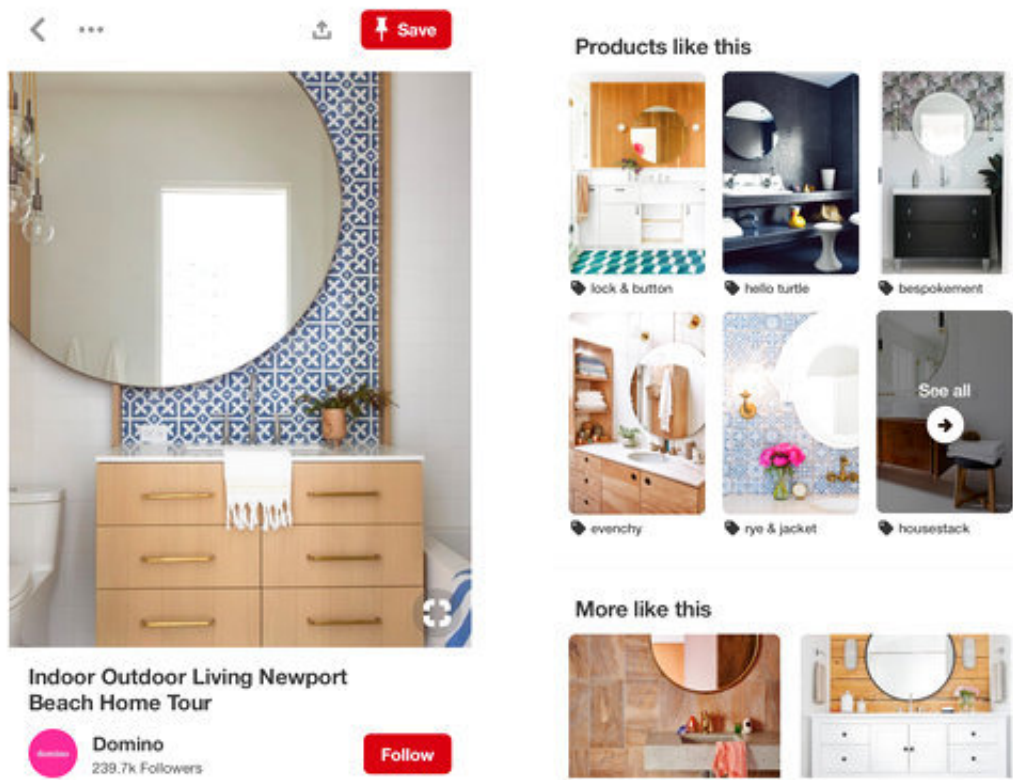 Save
Indoor Outdoor Living Newport
Beach Home Tour
domino
Domino
239.7k Followers
Follow
Products like this
lock & button
hello turtle
bespokement
evenchy
rye & jacket
See all
housestack
More like this